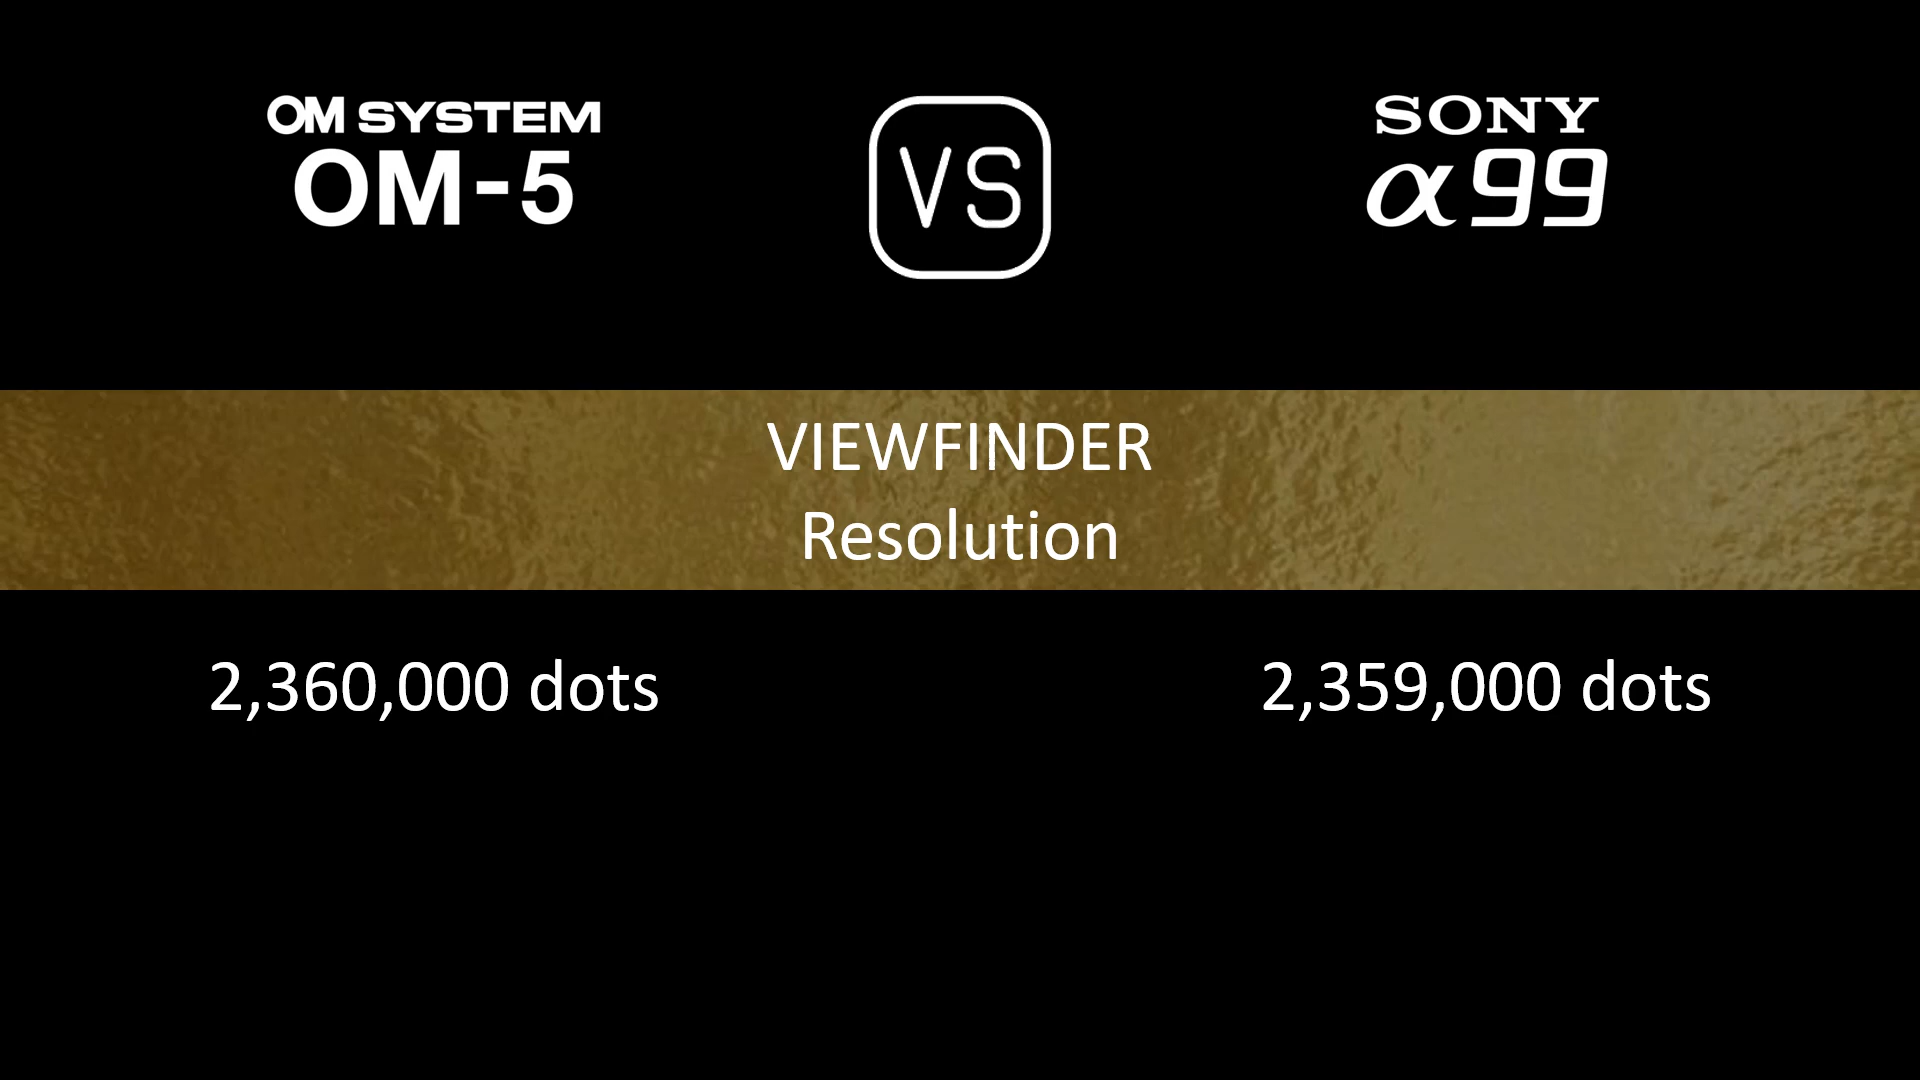 OM SYSTEM
OM-5
VS
SONY
α99
VIEWFINDER
Resolution
2,360,000 dots
2,359,000 dots